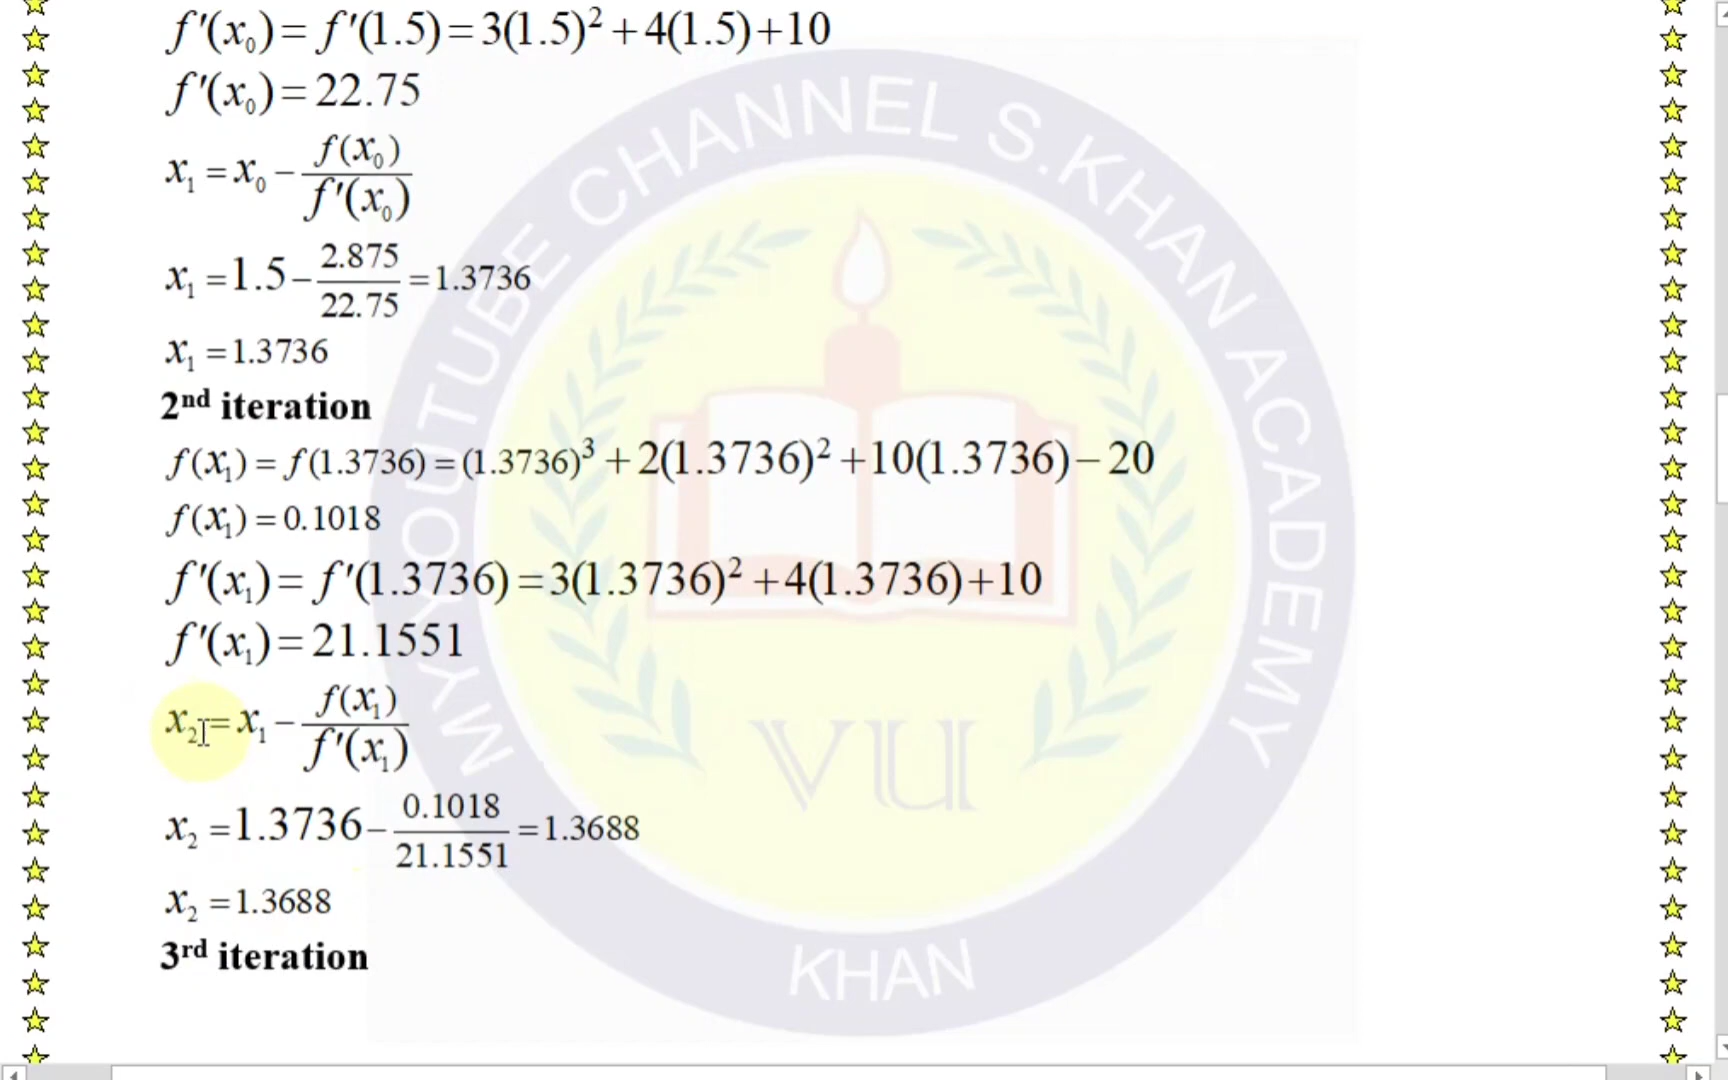 f'(x₀) = f'(1.5) = 3(1.5)² + 4(1.5) + 10
f'(x₀) = 22.75
x₁ = x₀ − f(x₀)/f'(x₀)
x₁ = 1.5 − 2.875/22.75 = 1.3736
x₁ = 1.3736
2nd iteration
f(x₁) = f(1.3736) = (1.3736)³ + 2(1.3736)² + 10(1.3736) − 20
f(x₁) = 0.1018
f'(x₁) = f'(1.3736) = 3(1.3736)² + 4(1.3736) + 10
f'(x₁) = 21.1551
x₂ = x₁ − f(x₁)/f'(x₁)
x₂ = 1.3736 − 0.1018/21.1551 = 1.3688
x₂ = 1.3688
3rd iteration
MY YOUTUBE CHANNEL S.KHAN ACADEMY
VU
KHAN